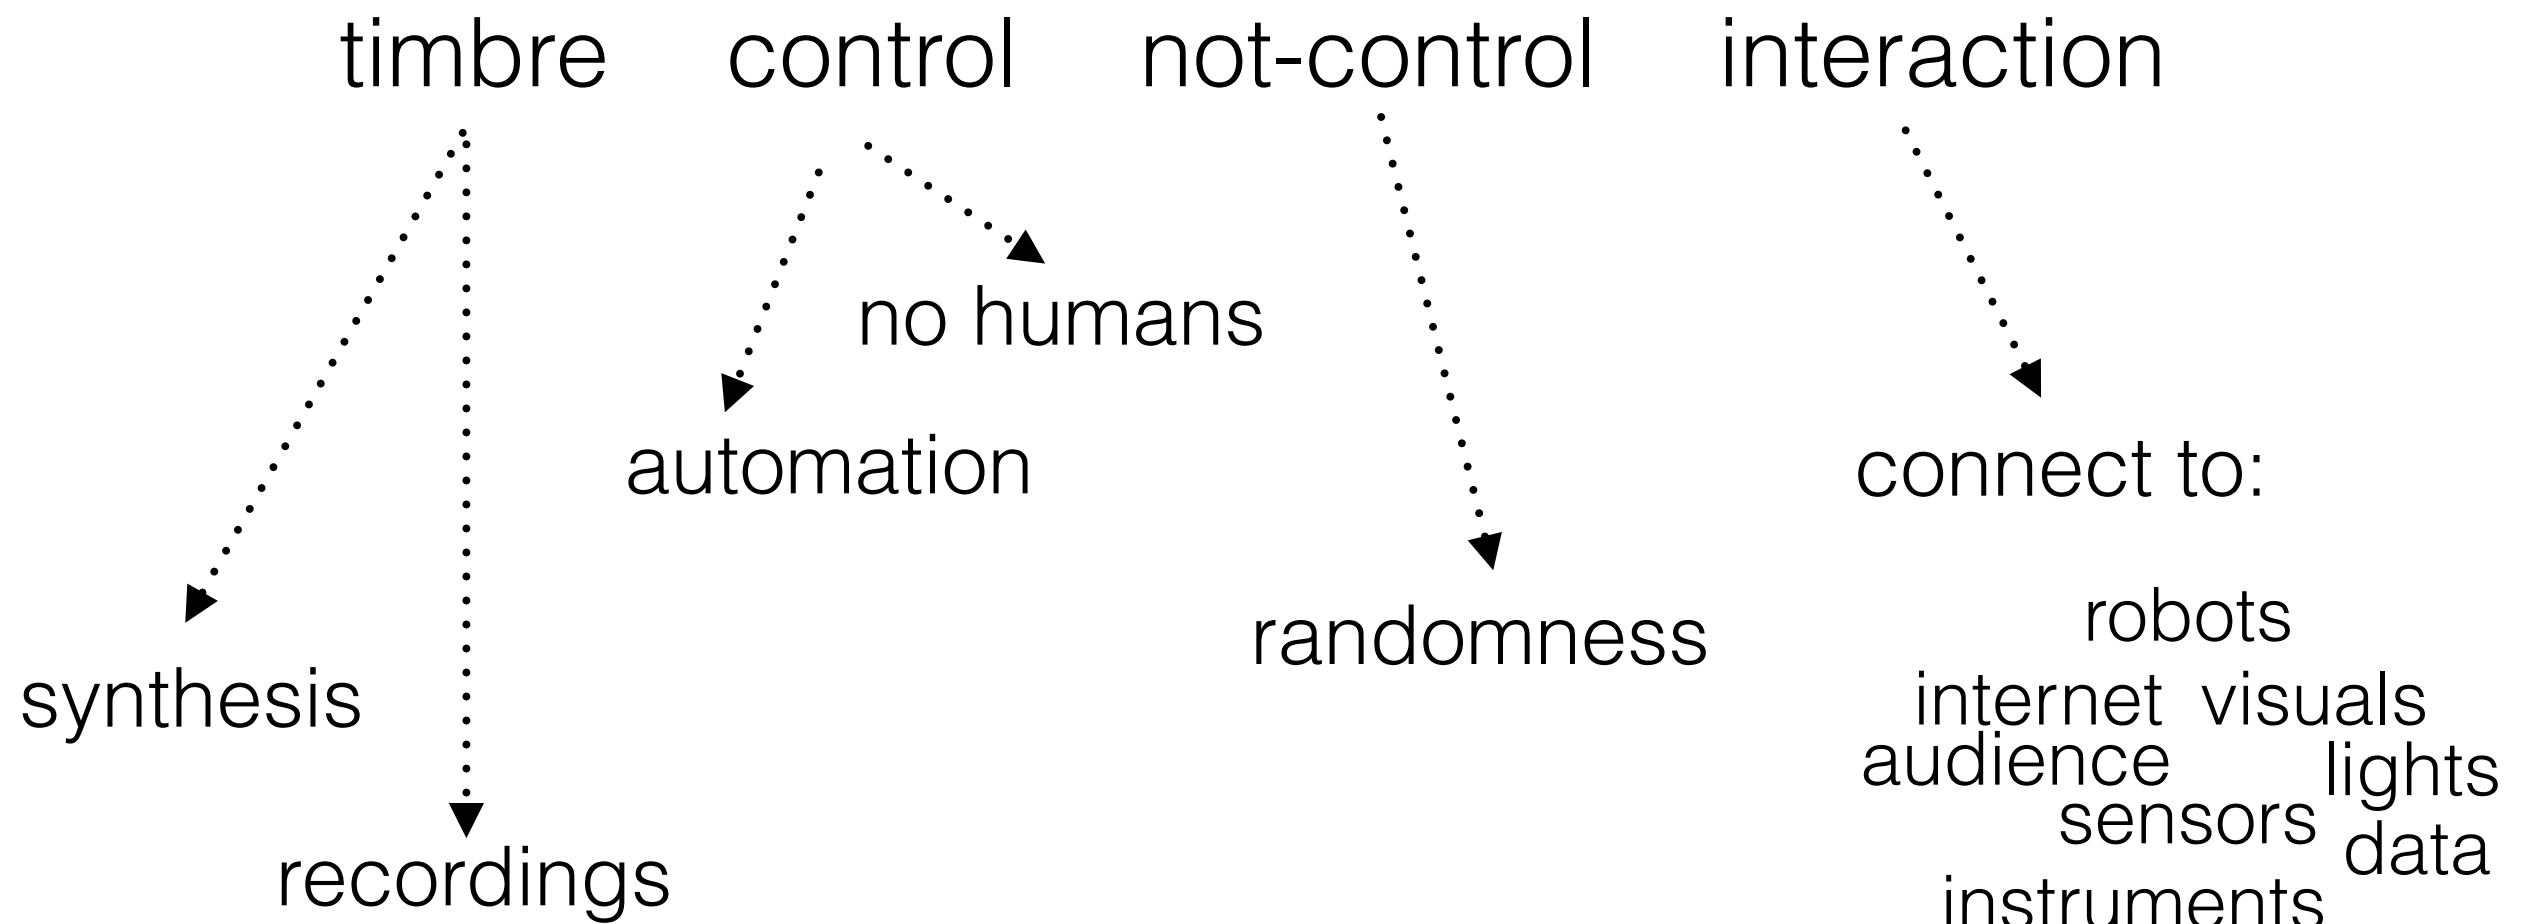 timbre control not-control interaction
no humans
automation
connect to:
randomness
robots
synthesis
internet visuals
audience
lights
sensors
data
recordings
instruments